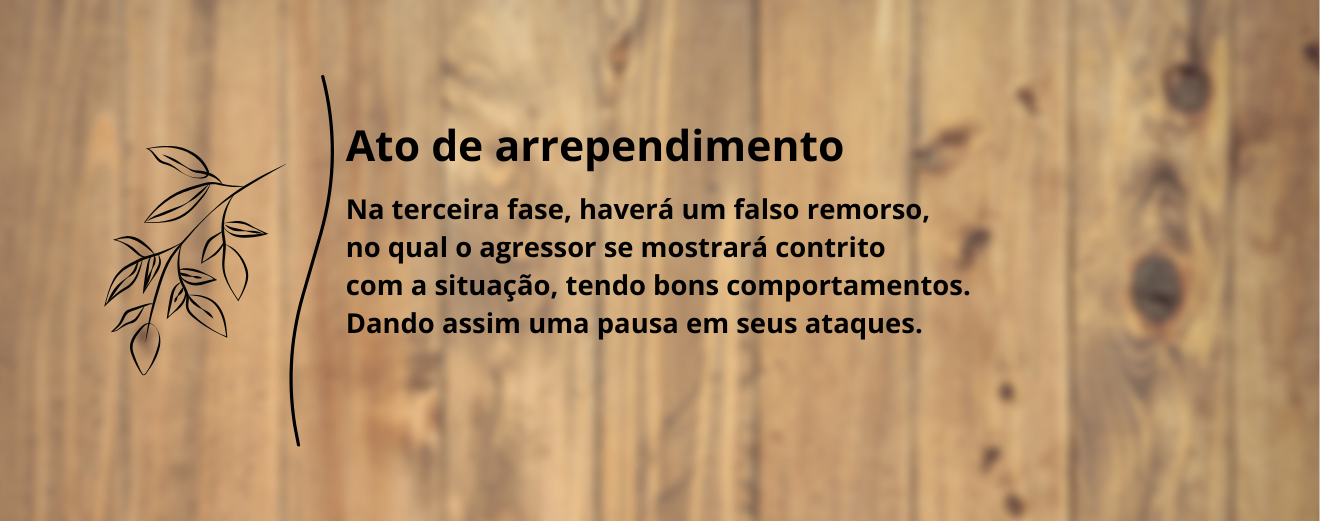 Ato de arrependimento
Na terceira fase, haverá um falso remorso,
no qual o agressor se mostrará contrito
com a situação, tendo bons comportamentos.
Dando assim uma pausa em seus ataques.